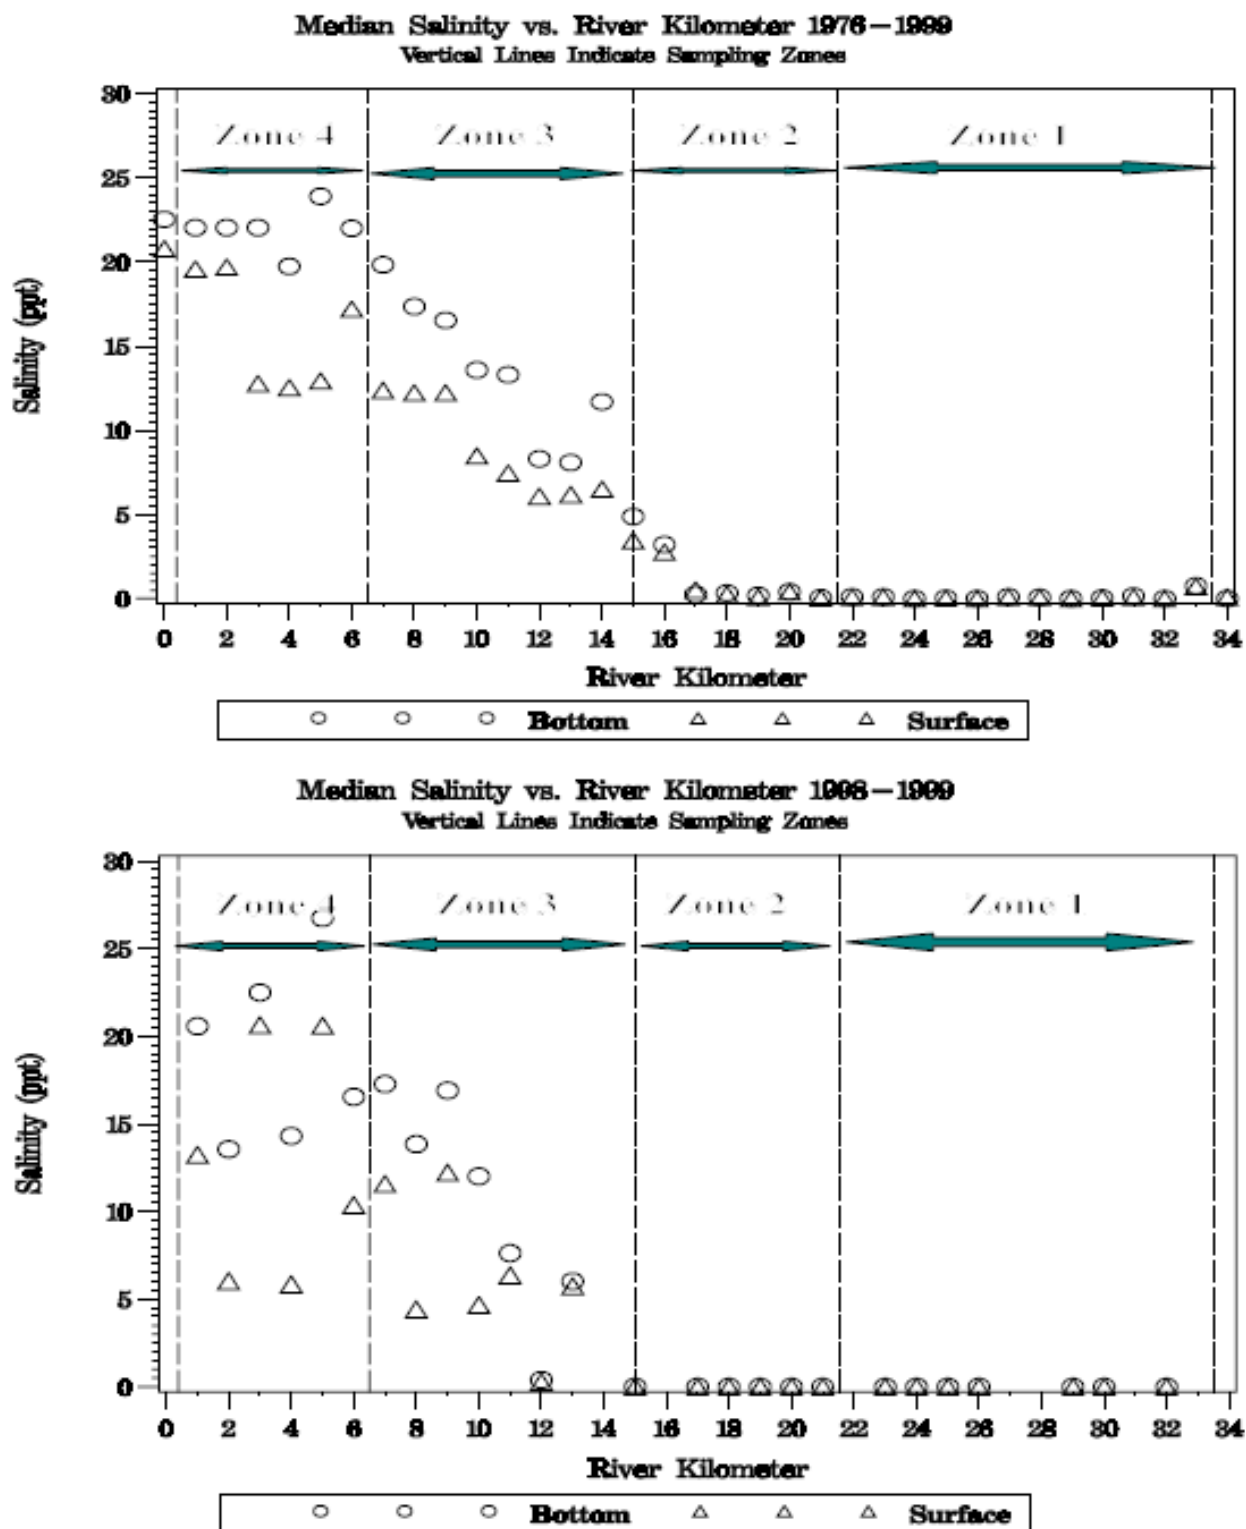 Median Salinity vs. River Kilometer 1976-1999
Vertical Lines Indicate Sampling Zones
Zone 4 Zone 3 Zone 2 Zone 1
30
25
20
15
10
5
0
Salinity (ppt)
0 2 4 6 8 10 12 14 16 18 20 22 24 26 28 30 32 34
River Kilometer
Bottom Surface
Median Salinity vs. River Kilometer 1998-1999
Vertical Lines Indicate Sampling Zones
Zone 4 Zone 3 Zone 2 Zone 1
30
25
20
15
10
5
0
Salinity (ppt)
0 2 4 6 8 10 12 14 16 18 20 22 24 26 28 30 32 34
River Kilometer
Bottom Surface